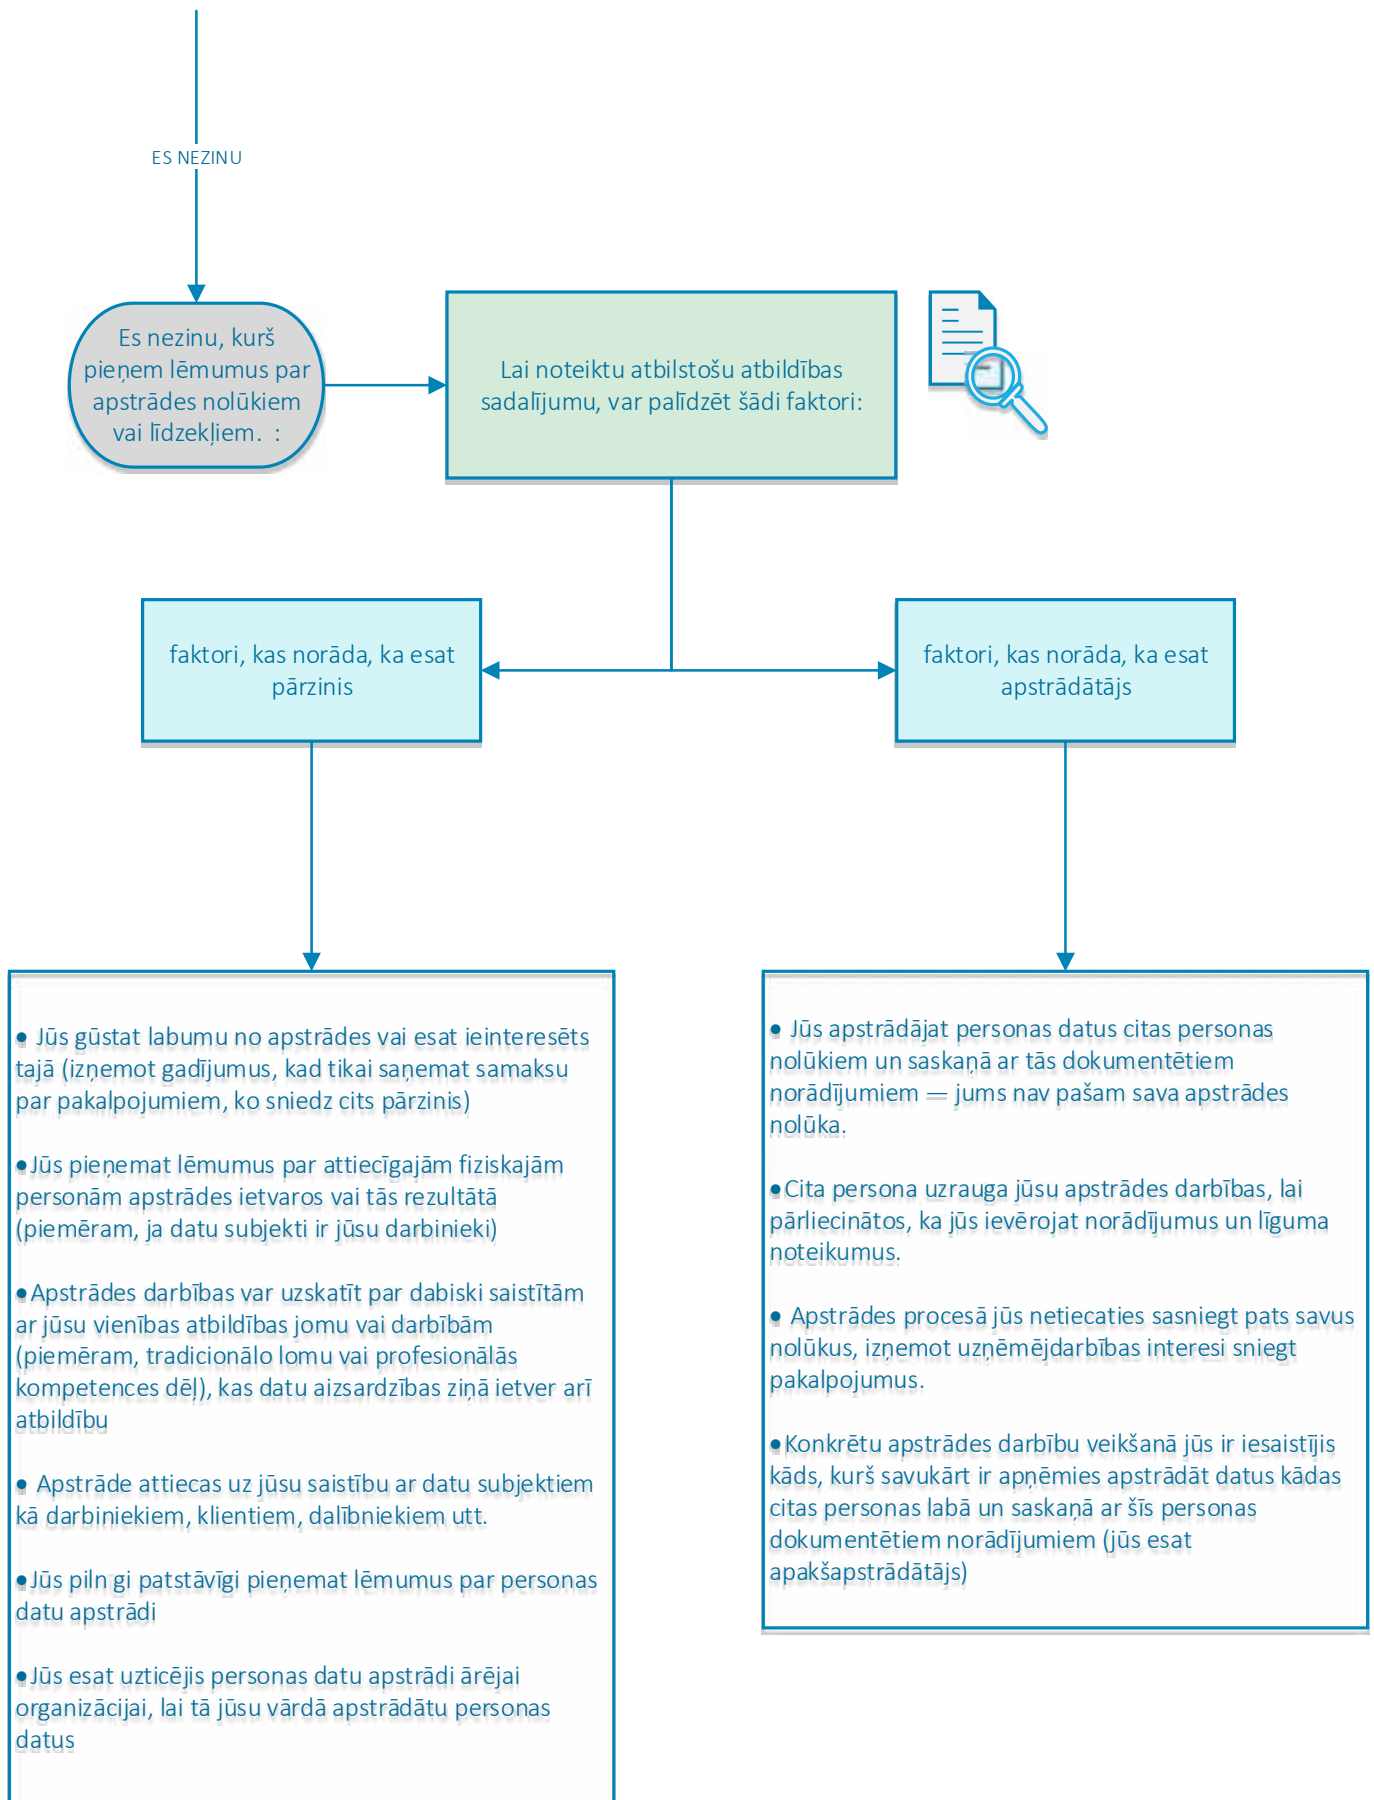 ES NEZINU
Es nezinu, kurš
pieņem lēmumus par
apstrādes nolūkiem
vai līdzekļiem.  :
Lai noteiktu atbilstošu atbildības
sadalījumu, var palīdzēt šādi faktori:
faktori, kas norāda, ka esat
pārzinis
faktori, kas norāda, ka esat
apstrādātājs
• Jūs gūstat labumu no apstrādes vai esat ieinteresēts
tajā (izņemot gadījumus, kad tikai saņemat samaksu
par pakalpojumiem, ko sniedz cits pārzinis)
•Jūs pieņemat lēmumus par attiecīgajām fiziskajām
personām apstrādes ietvaros vai tās rezultātā
(piemēram, ja datu subjekti ir jūsu darbinieki)
•Apstrādes darbības var uzskatīt par dabiski saistītām
ar jūsu vienības atbildības jomu vai darbībām
(piemēram, tradicionālo lomu vai profesionālās
kompetences dēļ), kas datu aizsardzības ziņā ietver arī
atbildību
• Apstrāde attiecas uz jūsu saistību ar datu subjektiem
kā darbiniekiem, klientiem, dalībniekiem utt.
•Jūs piln gi patstāvīgi pieņemat lēmumus par personas
datu apstrādi
•Jūs esat uzticējis personas datu apstrādi ārējai
organizācijai, lai tā jūsu vārdā apstrādātu personas
datus
• Jūs apstrādājat personas datus citas personas
nolūkiem un saskaņā ar tās dokumentētiem
norādījumiem — jums nav pašam sava apstrādes
nolūka.
•Cita persona uzrauga jūsu apstrādes darbības, lai
pārliecinātos, ka jūs ievērojat norādījumus un līguma
noteikumus.
• Apstrādes procesā jūs netiecaties sasniegt pats savus
nolūkus, izņemot uzņēmējdarbības interesi sniegt
pakalpojumus.
•Konkrētu apstrādes darbību veikšanā jūs ir iesaistījis
kāds, kurš savukārt ir apņēmies apstrādāt datus kādas
citas personas labā un saskaņā ar šīs personas
dokumentētiem norādījumiem (jūs esat
apakšapstrādātājs)